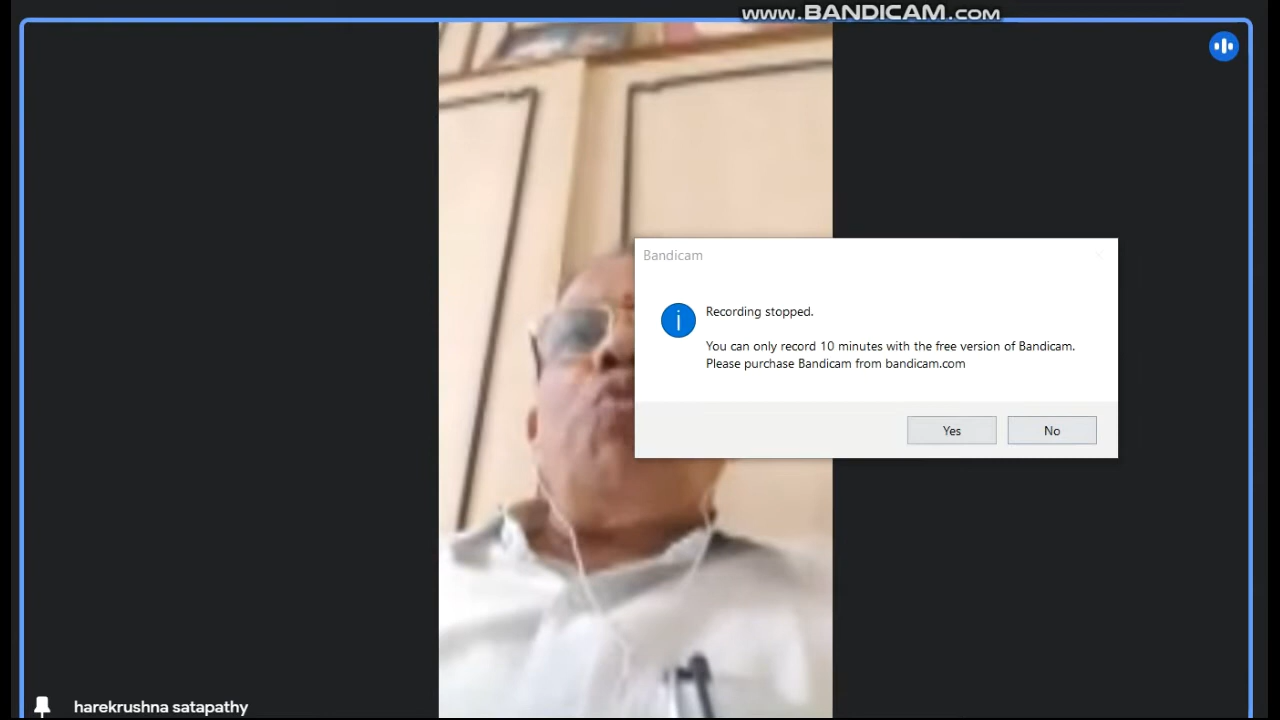 www.BANDICAM.com
Bandicam
Recording stopped.
You can only record 10 minutes with the free version of Bandicam.
Please purchase Bandicam from bandicam.com
Yes
No
harekrushna satapathy